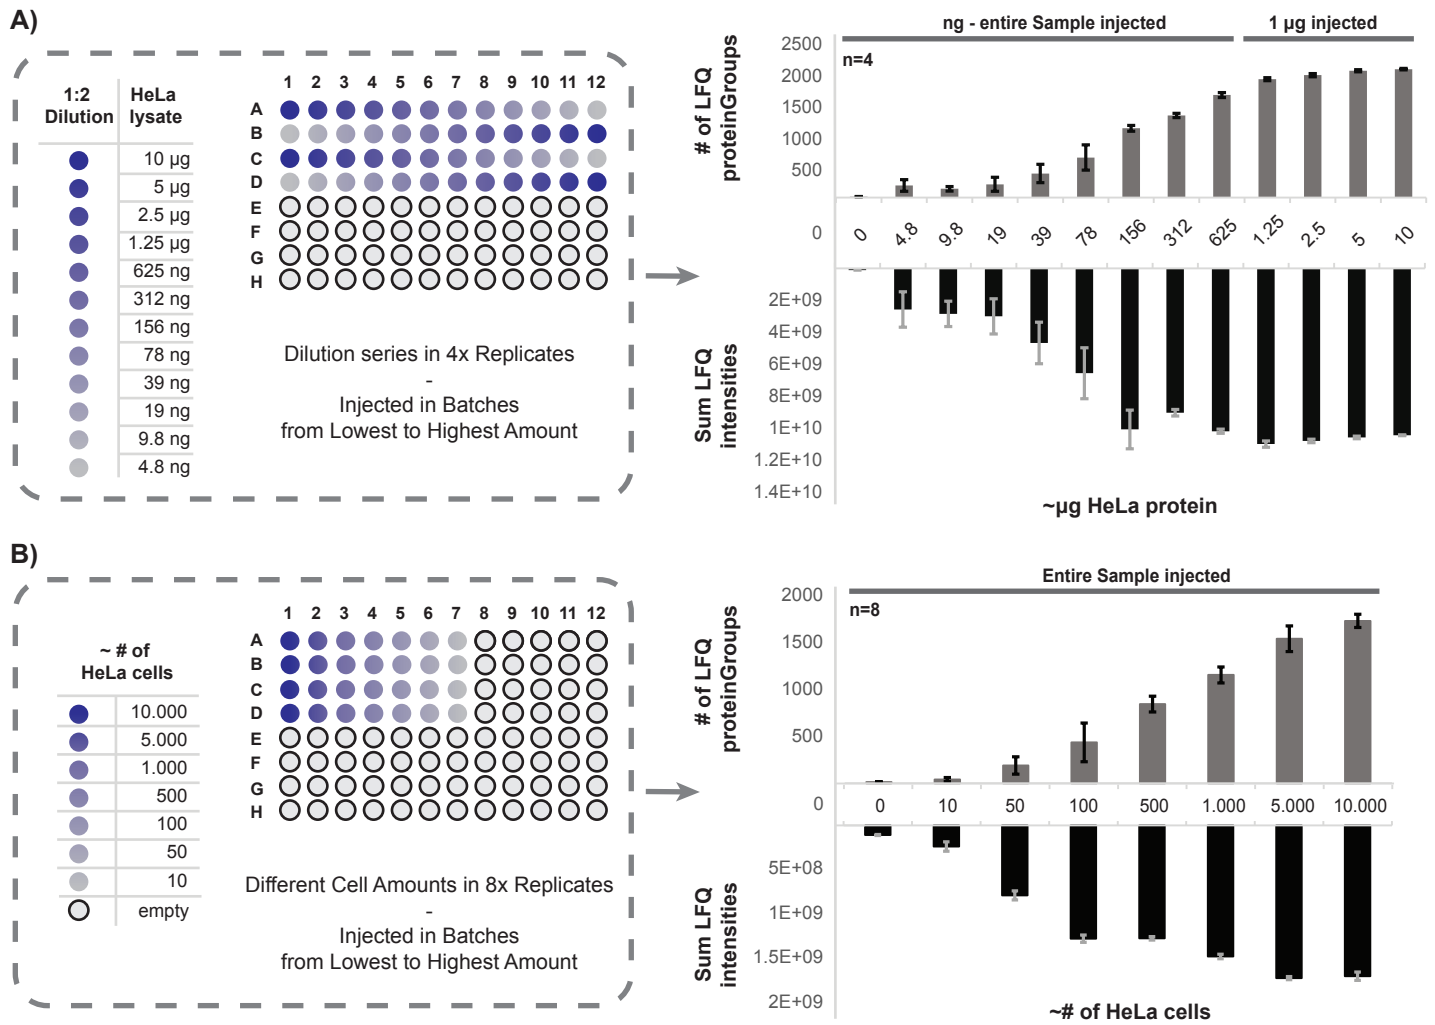 A)
1:2
Dilution
HeLa
lysate
10 µg
5 µg
2.5 µg
1.25 µg
625 ng
312 ng
156 ng
78 ng
39 ng
19 ng
9.8 ng
4.8 ng
1 2 3 4 5 6 7 8 9 10 11 12
A
B
C
D
E
F
G
H
Dilution series in 4x Replicates
-
Injected in Batches
from Lowest to Highest Amount
ng - entire Sample injected
1 µg injected
n=4
# of LFQ
proteinGroups
2500
2000
1500
1000
500
0
0 4.8 9.8 19 39 78 156 312 625 1.25 2.5 5 10
Sum LFQ
intensities
2E+09
4E+09
6E+09
8E+09
1E+10
1.2E+10
1.4E+10
~µg HeLa protein
B)
~ # of
HeLa cells
10.000
5.000
1.000
500
100
50
10
empty
1 2 3 4 5 6 7 8 9 10 11 12
A
B
C
D
E
F
G
H
Different Cell Amounts in 8x Replicates
-
Injected in Batches
from Lowest to Highest Amount
Entire Sample injected
n=8
# of LFQ
proteinGroups
2000
1500
1000
500
0
0 10 50 100 500 1.000 5.000 10.000
Sum LFQ
intensities
5E+08
1E+09
1.5E+09
2E+09
~# of HeLa cells